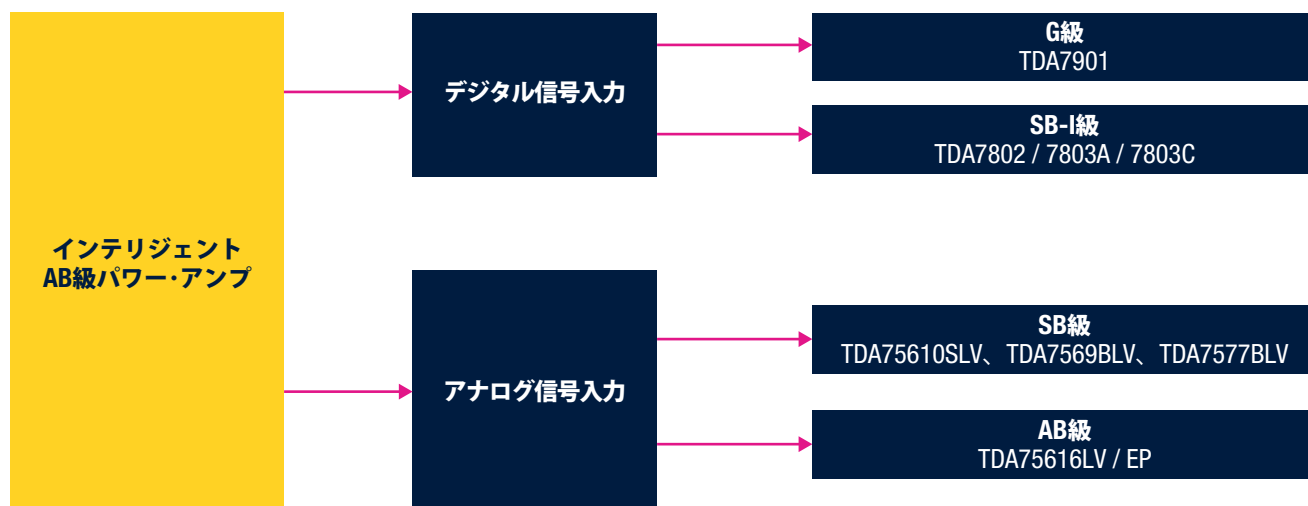 インテリジェント
AB級パワー・アンプ
デジタル信号入力
G級
TDA7901
SB-I級
TDA7802 / 7803A / 7803C
アナログ信号入力
SB級
TDA75610SLV、TDA7569BLV、TDA7577BLV
AB級
TDA75616LV / EP